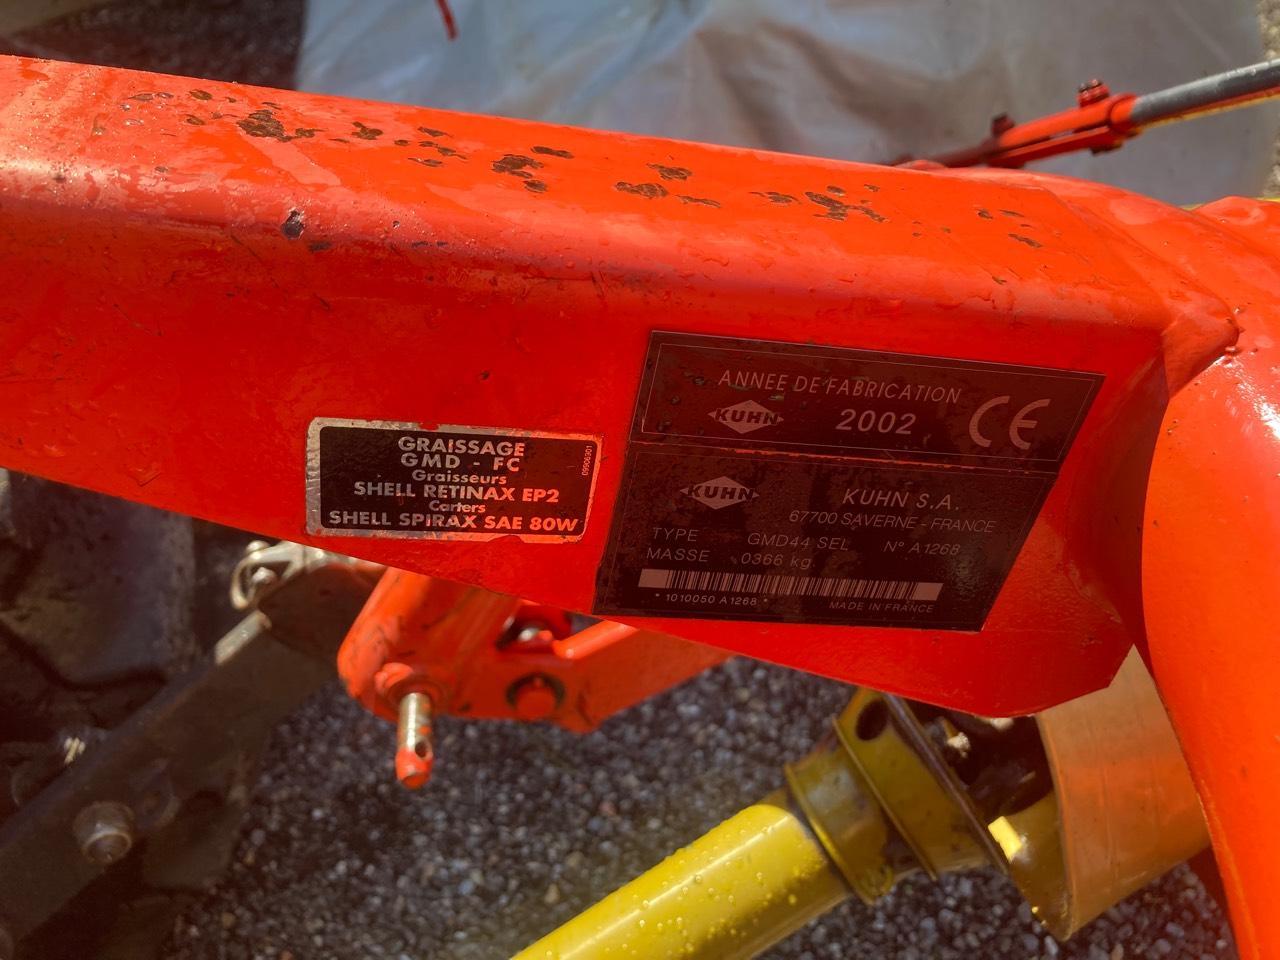 GRAISSAGE
GMD - FC
Graisseurs
SHELL RETINAX EP2
Carters
SHELL SPIRAX SAE 80W
ANNEE DE FABRICATION
KUHN 2002 CE
KUHN KUHN S.A.
67700 SAVERNE - FRANCE
TYPE GMD44 SEL N° A1268
MASSE 0366 kg
* 1010050 A1268 * MADE IN FRANCE